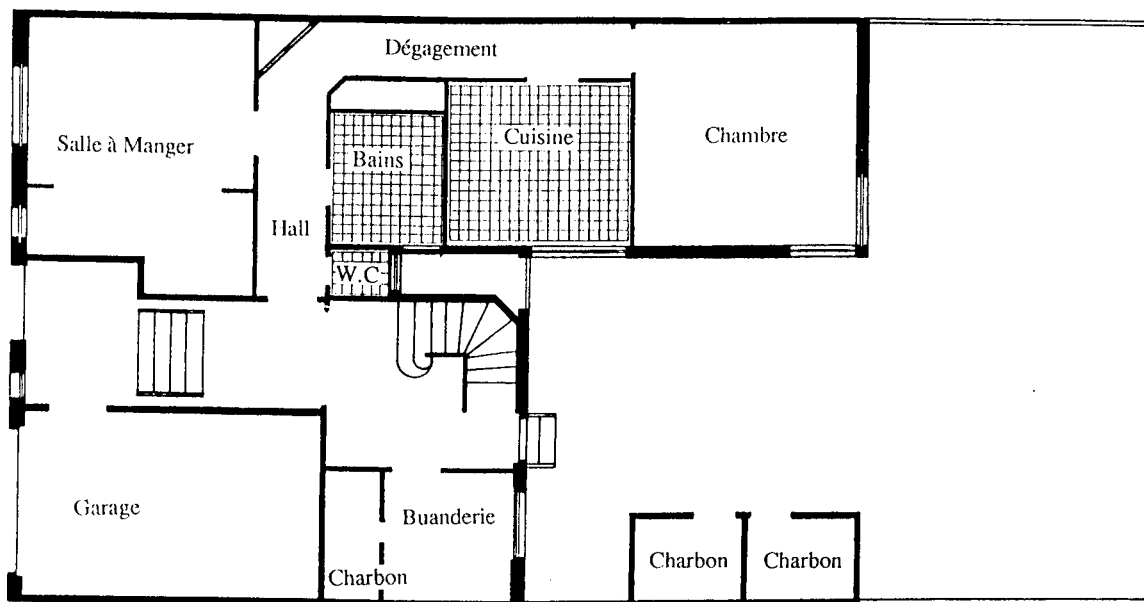 Dégagement
Salle à Manger
Bains
Cuisine
Chambre
Hall
W.C
Garage
Buanderie
Charbon
Charbon
Charbon